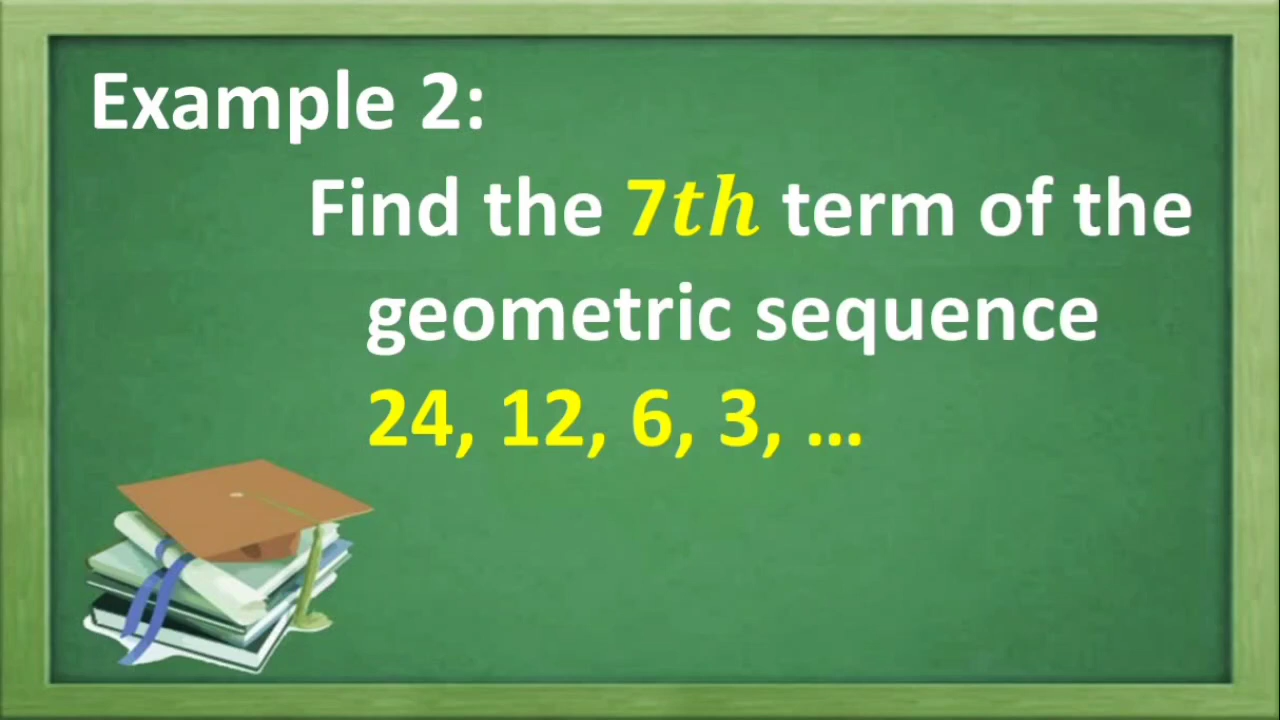 Example 2:
Find the 7th term of the
geometric sequence
24, 12, 6, 3, ...